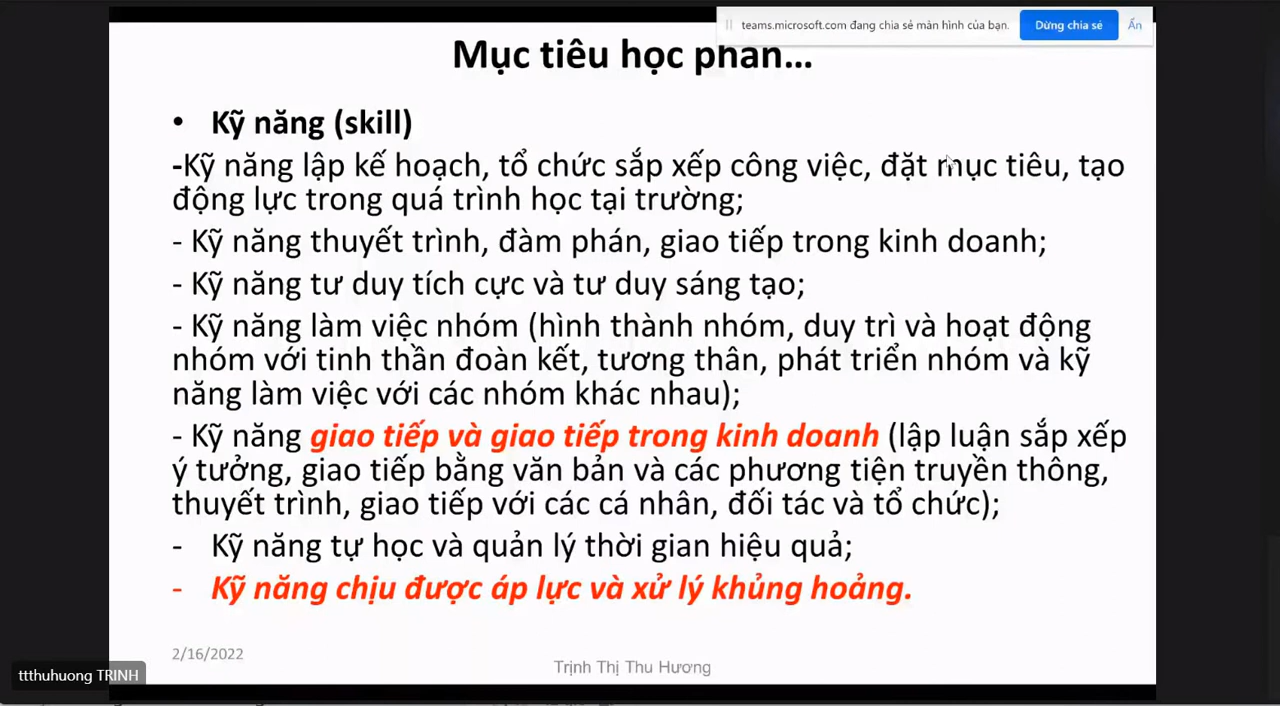 teams.microsoft.com đang chia sẻ màn hình của bạn. Dừng chia sẻ Ẩn
Mục tiêu học phần...
• Kỹ năng (skill)
-Kỹ năng lập kế hoạch, tổ chức sắp xếp công việc, đặt mục tiêu, tạo
động lực trong quá trình học tại trường;
- Kỹ năng thuyết trình, đàm phán, giao tiếp trong kinh doanh;
- Kỹ năng tư duy tích cực và tư duy sáng tạo;
- Kỹ năng làm việc nhóm (hình thành nhóm, duy trì và hoạt động
nhóm với tinh thần đoàn kết, tương thân, phát triển nhóm và kỹ
năng làm việc với các nhóm khác nhau);
- Kỹ năng giao tiếp và giao tiếp trong kinh doanh (lập luận sắp xếp
ý tưởng, giao tiếp bằng văn bản và các phương tiện truyền thông,
thuyết trình, giao tiếp với các cá nhân, đối tác và tổ chức);
- Kỹ năng tự học và quản lý thời gian hiệu quả;
- Kỹ năng chịu được áp lực và xử lý khủng hoảng.
2/16/2022
Trịnh Thị Thu Hương
ttthuhuong TRINH